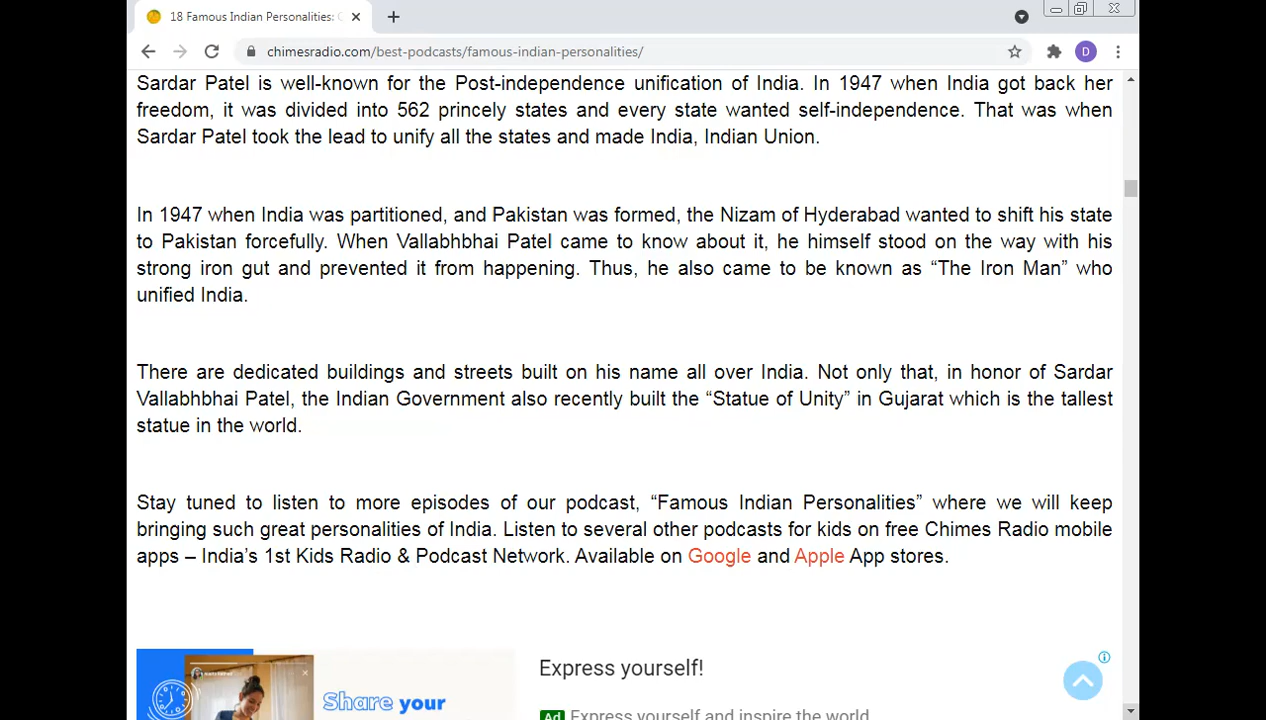 18 Famous Indian Personalities:
chimesradio.com/best-podcasts/famous-indian-personalities/
D
Sardar Patel is well-known for the Post-independence unification of India. In 1947 when India got back her
freedom, it was divided into 562 princely states and every state wanted self-independence. That was when
Sardar Patel took the lead to unify all the states and made India, Indian Union.
In 1947 when India was partitioned, and Pakistan was formed, the Nizam of Hyderabad wanted to shift his state
to Pakistan forcefully. When Vallabhbhai Patel came to know about it, he himself stood on the way with his
strong iron gut and prevented it from happening. Thus, he also came to be known as “The Iron Man” who
unified India.
There are dedicated buildings and streets built on his name all over India. Not only that, in honor of Sardar
Vallabhbhai Patel, the Indian Government also recently built the “Statue of Unity” in Gujarat which is the tallest
statue in the world.
Stay tuned to listen to more episodes of our podcast, “Famous Indian Personalities” where we will keep
bringing such great personalities of India. Listen to several other podcasts for kids on free Chimes Radio mobile
apps – India’s 1st Kids Radio & Podcast Network. Available on Google and Apple App stores.
Express yourself!
Share your
Ad Express yourself and inspire the world